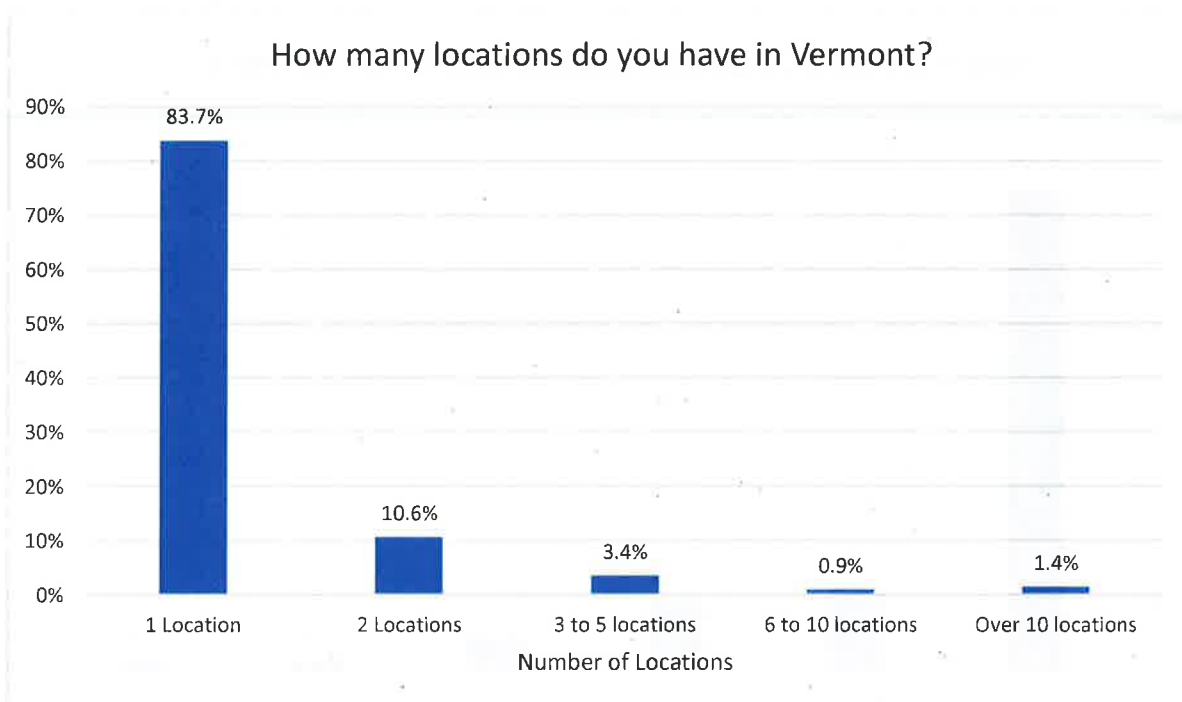 How many locations do you have in Vermont?
90%
80%
70%
60%
50%
40%
30%
20%
10%
0%
83.7%
10.6%
3.4%
0.9%
1.4%
1 Location
2 Locations
3 to 5 locations
6 to 10 locations
Over 10 locations
Number of Locations